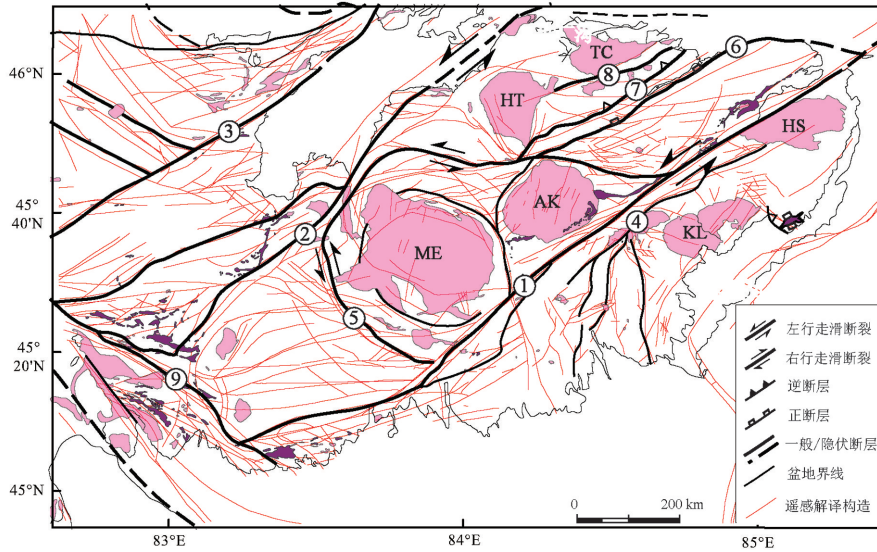 TC
⑥
46°N
⑧
HT
⑦
③
HS
AK
45°
40′N
④
②
KL
ME
①
⑤
左行走滑断裂
45°
20′N
右行走滑断裂
⑨
逆断层
正断层
一般/隐伏断层
盆地界线
45°N
0 200 km
遥感解译构造
83°E 84°E 85°E